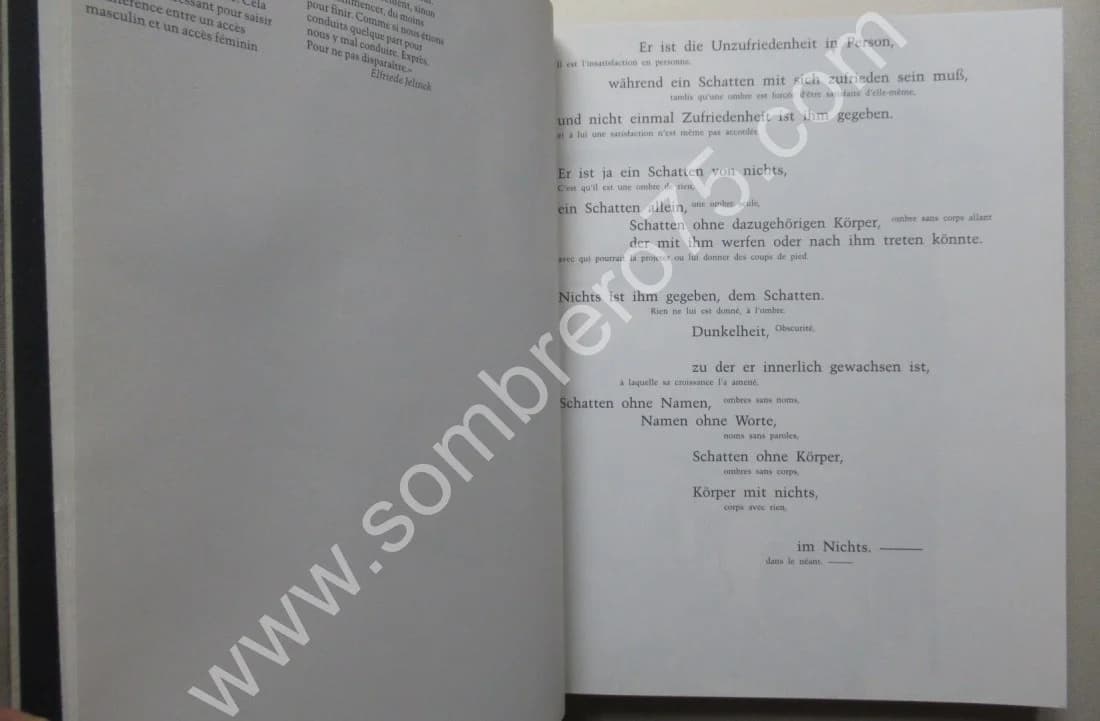 Cela
essant pour saisir
férence entre un accès
masculin et un accès féminin
ement, sinon
mmencer, du moins
pour finir. Comme si nous étions
conduits quelque part pour
nous y mal conduire. Exprès.
Pour ne pas disparaître.»
Elfriede Jelinek
Er ist die Unzufriedenheit in Person,
Il est l'insatisfaction en personne.
während ein Schatten mit sich zufrieden sein muß,
tandis qu'une ombre est forcée d'être satisfaite d'elle-même,
und nicht einmal Zufriedenheit ist ihm gegeben.
et à lui une satisfaction n'est même pas accordée.
Er ist ja ein Schatten von nichts,
C'est qu'il est une ombre de rien,
ein Schatten allein, une ombre seule,
Schatten ohne dazugehörigen Körper, ombre sans corps allant
der mit ihm werfen oder nach ihm treten könnte.
avec qui pourrait la projeter ou lui donner des coups de pied.
Nichts ist ihm gegeben, dem Schatten.
Rien ne lui est donné, à l'ombre.
Dunkelheit, Obscurité,
zu der er innerlich gewachsen ist,
à laquelle sa croissance l'a amené,
Schatten ohne Namen, ombres sans noms,
Namen ohne Worte,
noms sans paroles,
Schatten ohne Körper,
ombres sans corps,
Körper mit nichts,
corps avec rien,
im Nichts. ——
dans le néant. ——
www.sombrero75.com